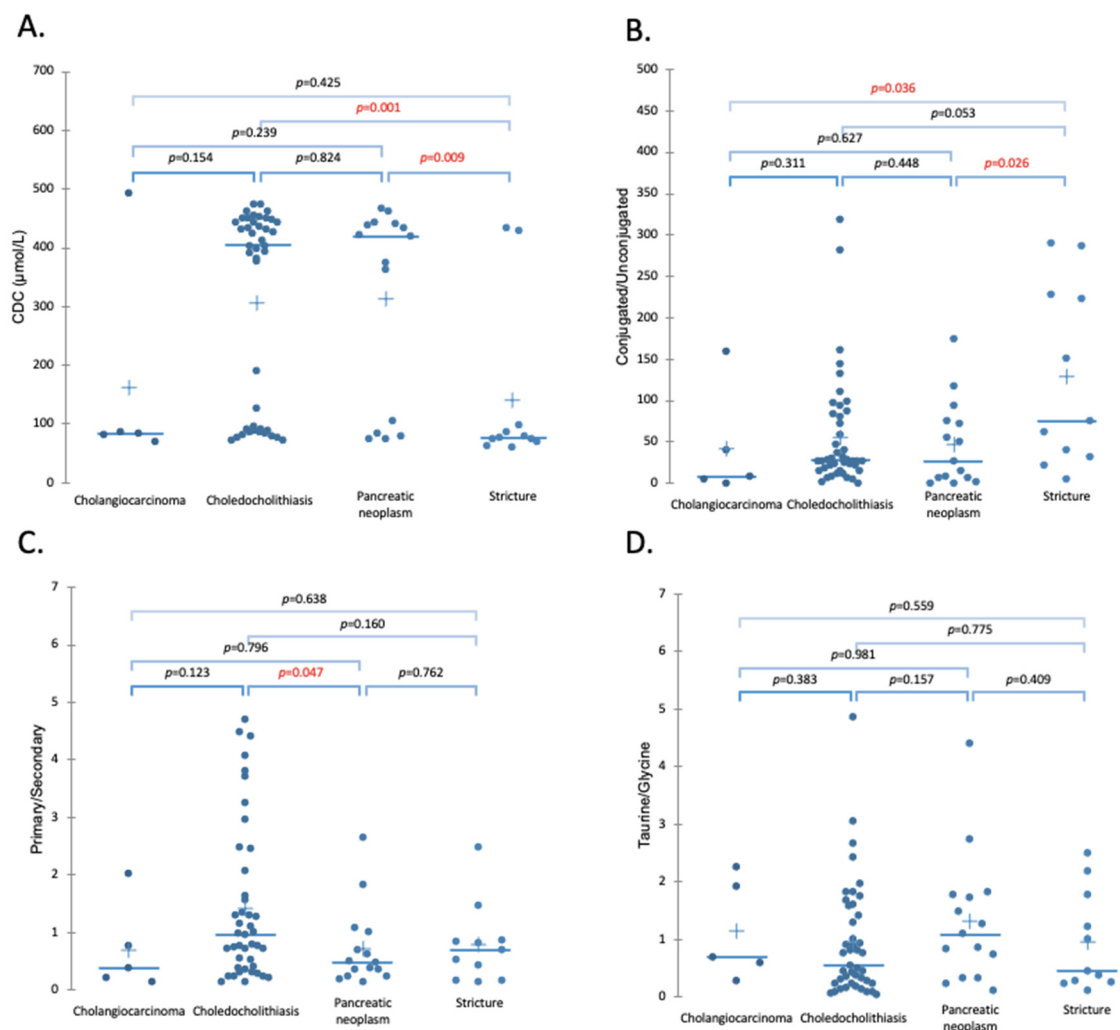 A.
700
600
500
400
300
200
100
0
CDC (µmol/L)
p=0.425
p=0.001
p=0.239
p=0.154
p=0.824
p=0.009
Cholangiocarcinoma
Choledocholithiasis
Pancreatic
neoplasm
Stricture
B.
500
450
400
350
300
250
200
150
100
50
0
Conjugated/Unconjugated
p=0.036
p=0.053
p=0.627
p=0.311
p=0.448
p=0.026
Cholangiocarcinoma
Choledocholithiasis
Pancreatic
neoplasm
Stricture
C.
7
6
5
4
3
2
1
0
Primary/Secondary
p=0.638
p=0.160
p=0.796
p=0.123
p=0.047
p=0.762
Cholangiocarcinoma
Choledocholithiasis
Pancreatic
neoplasm
Stricture
D.
7
6
5
4
3
2
1
0
Taurine/Glycine
p=0.559
p=0.775
p=0.981
p=0.383
p=0.157
p=0.409
Cholangiocarcinoma
Choledocholithiasis
Pancreatic
neoplasm
Stricture